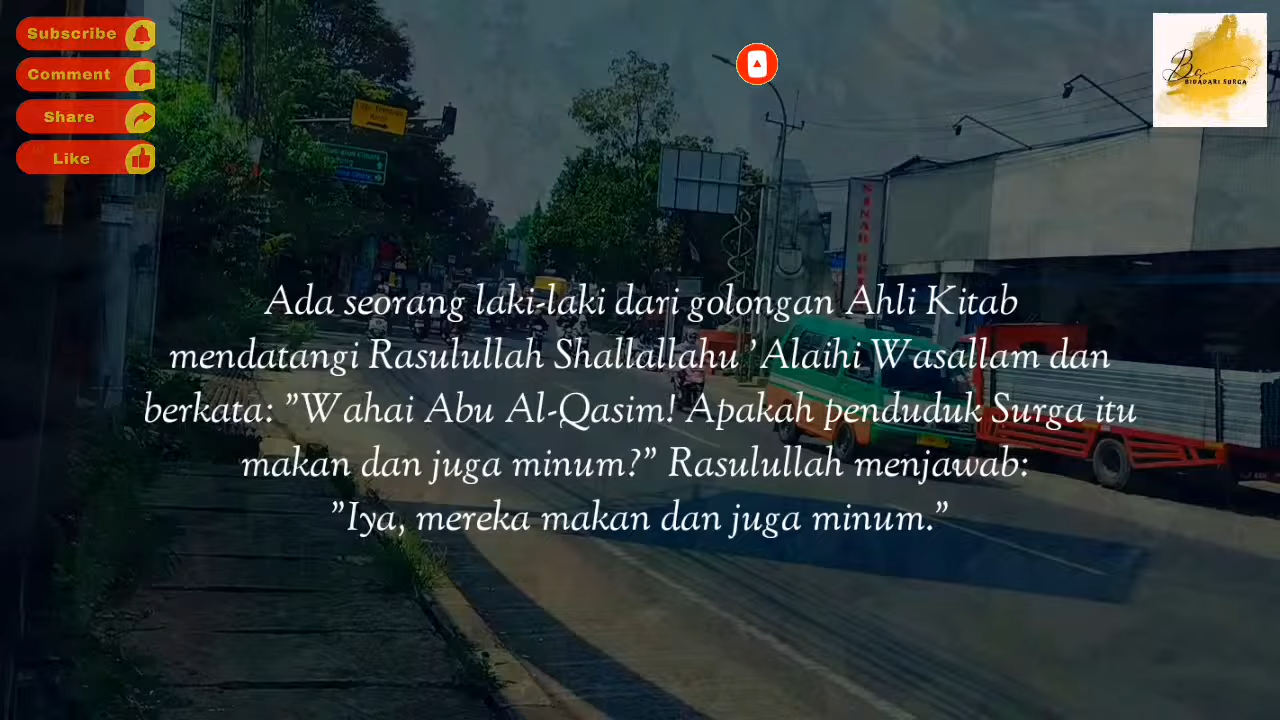 Subscribe
Comment
Share
Like
BIDADARI SURGA
SINAR
Ada seorang laki-laki dari golongan Ahli Kitab
mendatangi Rasulullah Shallallahu 'Alaihi Wasallam dan
berkata: "Wahai Abu Al-Qasim! Apakah penduduk Surga itu
makan dan juga minum?" Rasulullah menjawab:
"Iya, mereka makan dan juga minum."